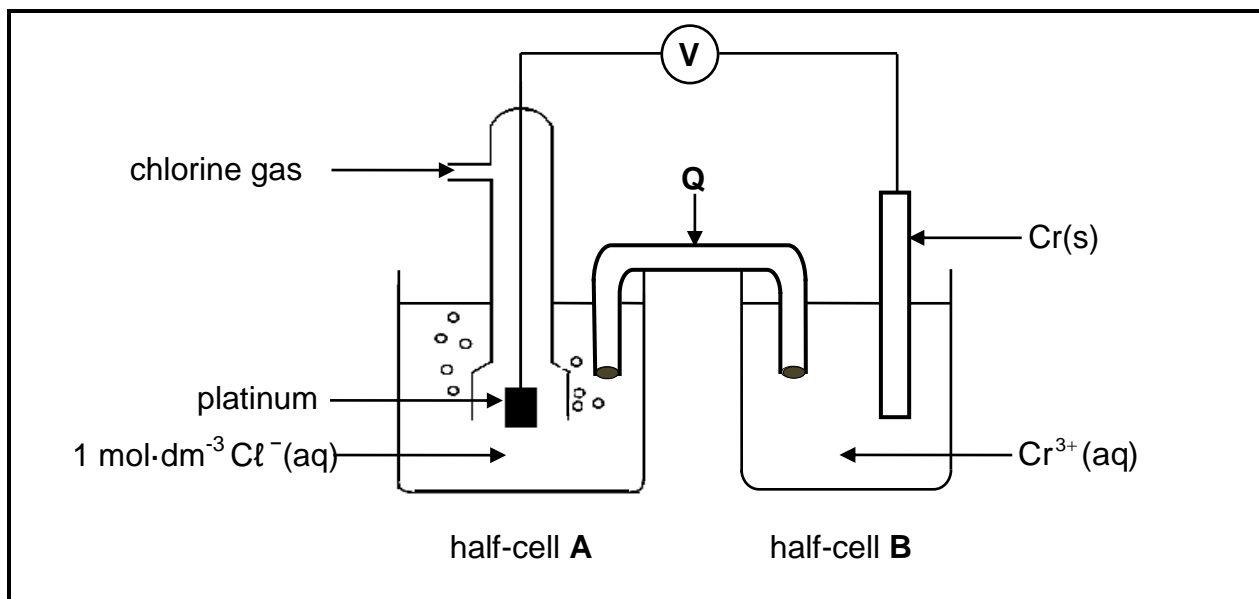 V
chlorine gas
Q
Cr(s)
platinum
1 mol·dm⁻³ Cℓ⁻(aq)
Cr³⁺(aq)
half-cell A
half-cell B